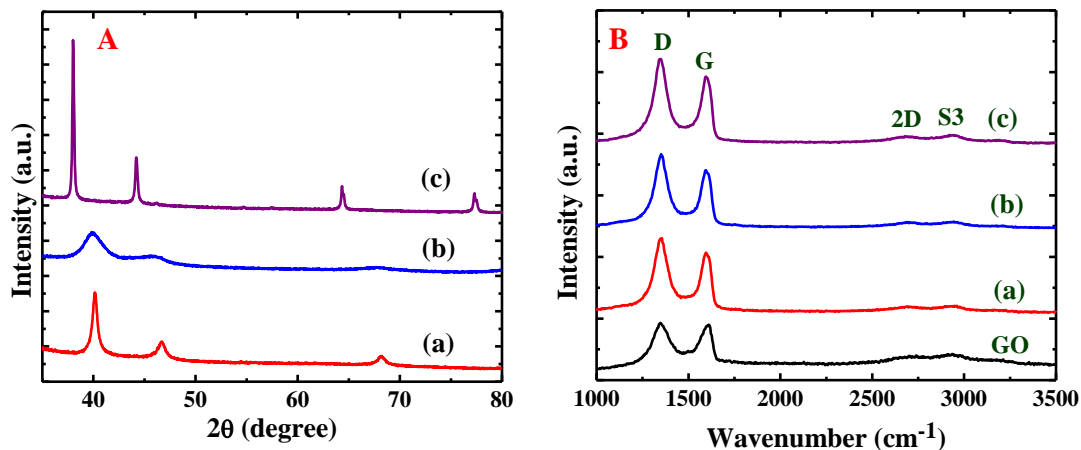 A
Intensity (a.u.)
(c)
(b)
(a)
40 50 60 70 80
2θ (degree)
B
D
G
2D
S3
(c)
Intensity (a.u.)
(b)
(a)
GO
1000 1500 2000 2500 3000 3500
Wavenumber (cm⁻¹)